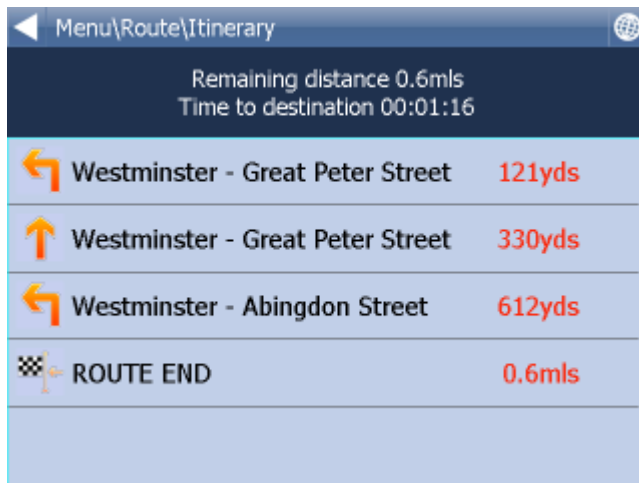 Menu\Route\Itinerary
Remaining distance 0.6mls
Time to destination 00:01:16
Westminster - Great Peter Street 121yds
Westminster - Great Peter Street 330yds
Westminster - Abingdon Street 612yds
ROUTE END 0.6mls